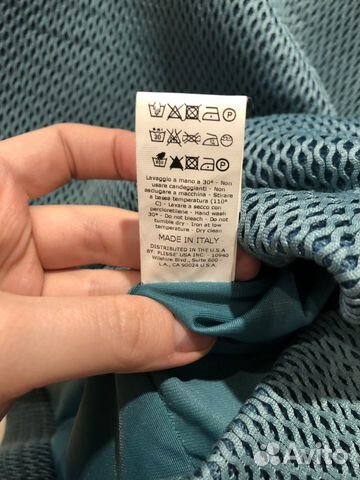 Lavaggio a mano a 30° - Non
usare candeggianti - Non
asciugare a macchina - Stirare
a bassa temperatura (110°
C) - Lavare a secco con
percloroetilene - Hand wash
30° - Do not bleach - Do not
tumble dry - Iron at low
temperature - Dry clean
MADE IN ITALY
DISTRIBUTED IN THE U.S.A
BY: PLISSE' USA INC - 10940
Wilshire Blvd., Suite 600 -
L.A., CA 90024 U.S.A.
Avito